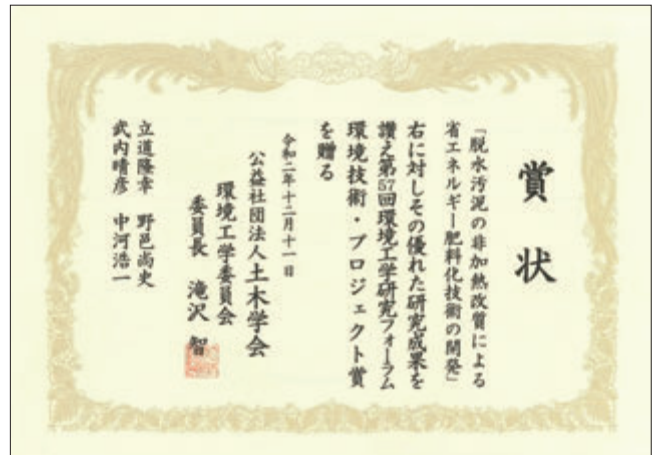 賞状
「脱水汚泥の非加熱改質による
省エネルギー肥料化技術の開発」
右に対しその優れた研究成果を
讃え第57回環境工学研究フォーラム
環境技術・プロジェクト賞
を贈る
令和二年十二月十一日
公益社団法人土木学会
環境工学委員会
委員長 滝沢 智
立道隆幸 野邑尚史
武内晴彦 中河浩一